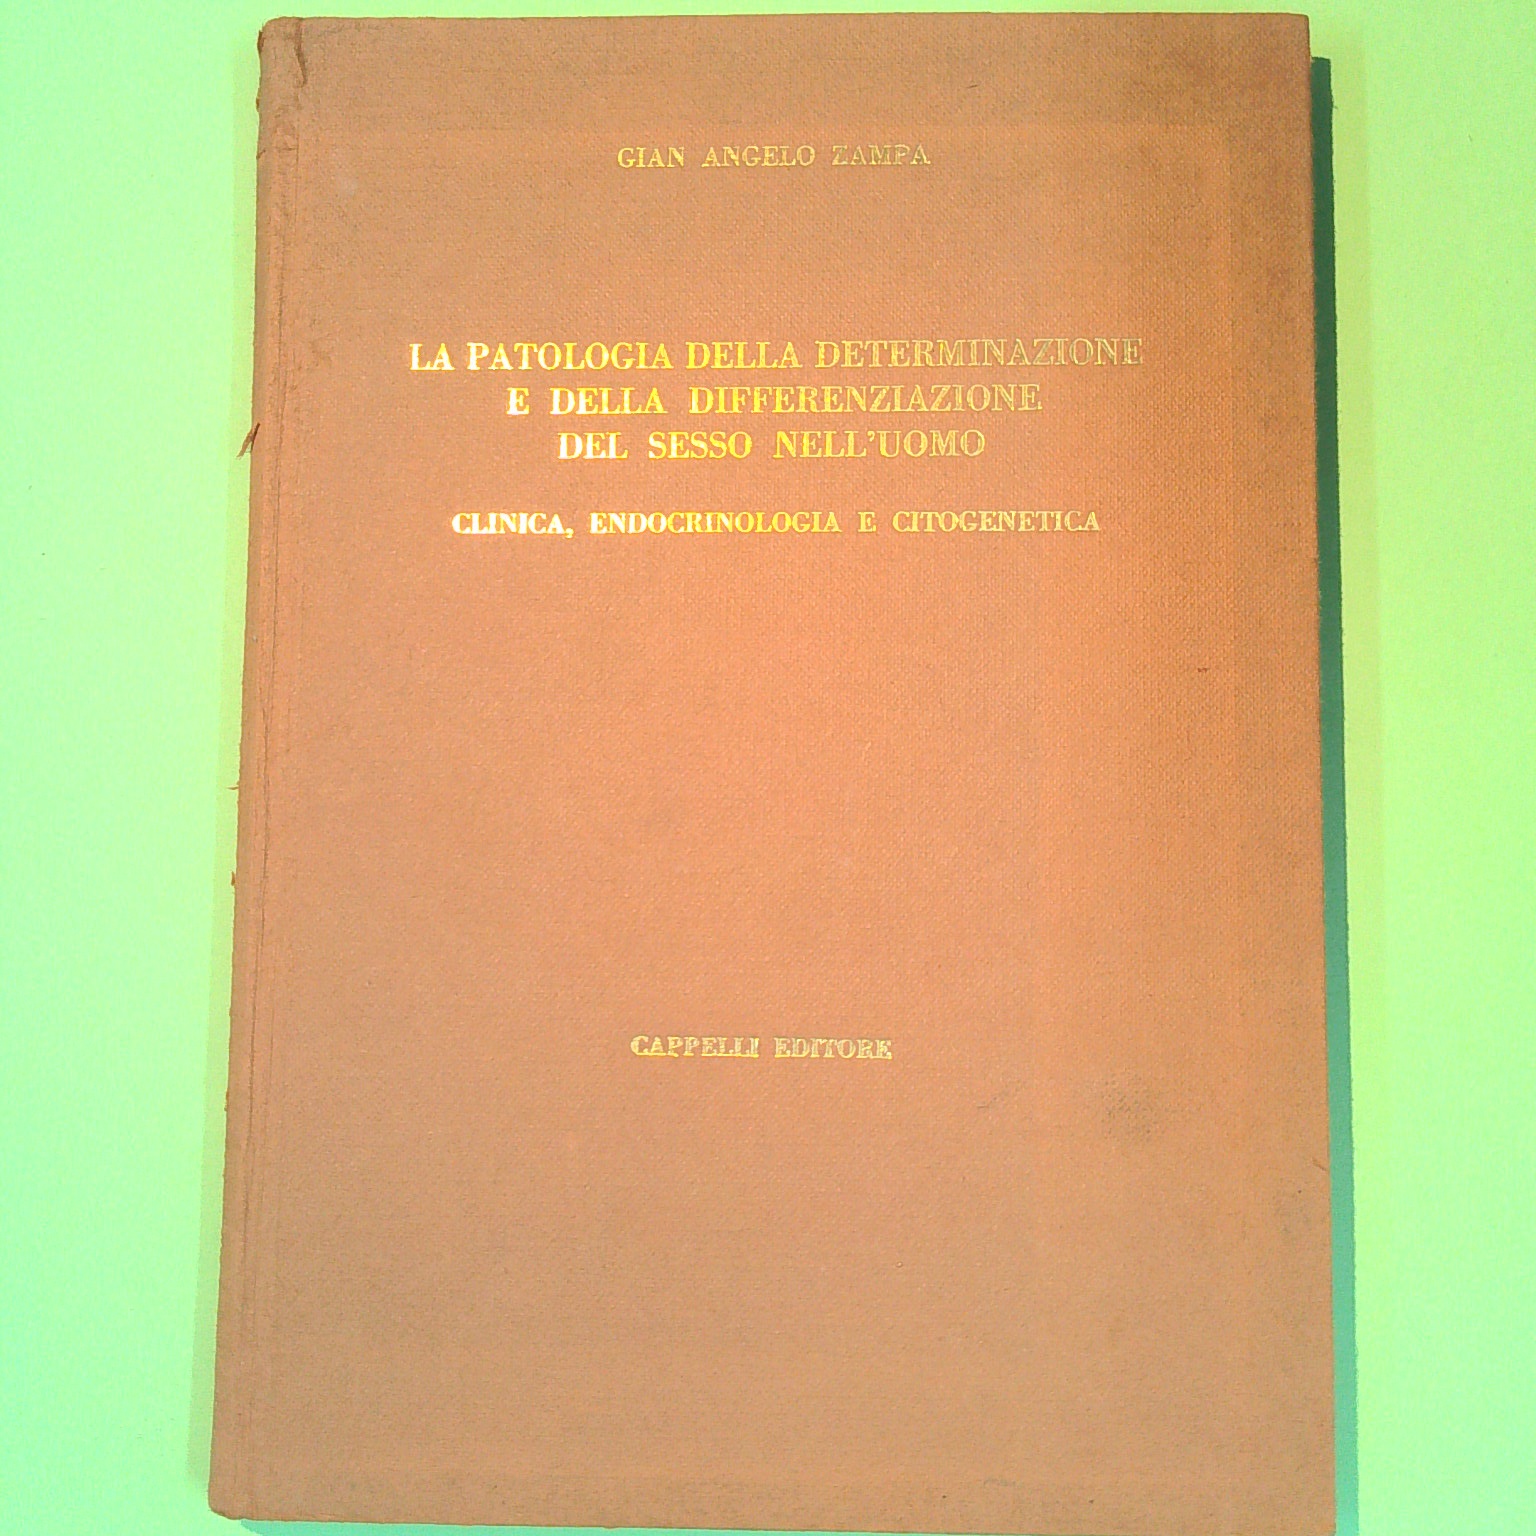 GIAN ANGELO ZAMPA
LA PATOLOGIA DELLA DETERMINAZIONE
E DELLA DIFFERENZIAZIONE
DEL SESSO NELL'UOMO
CLINICA, ENDOCRINOLOGIA E CITOGENETICA
CAPPELLI EDITORE